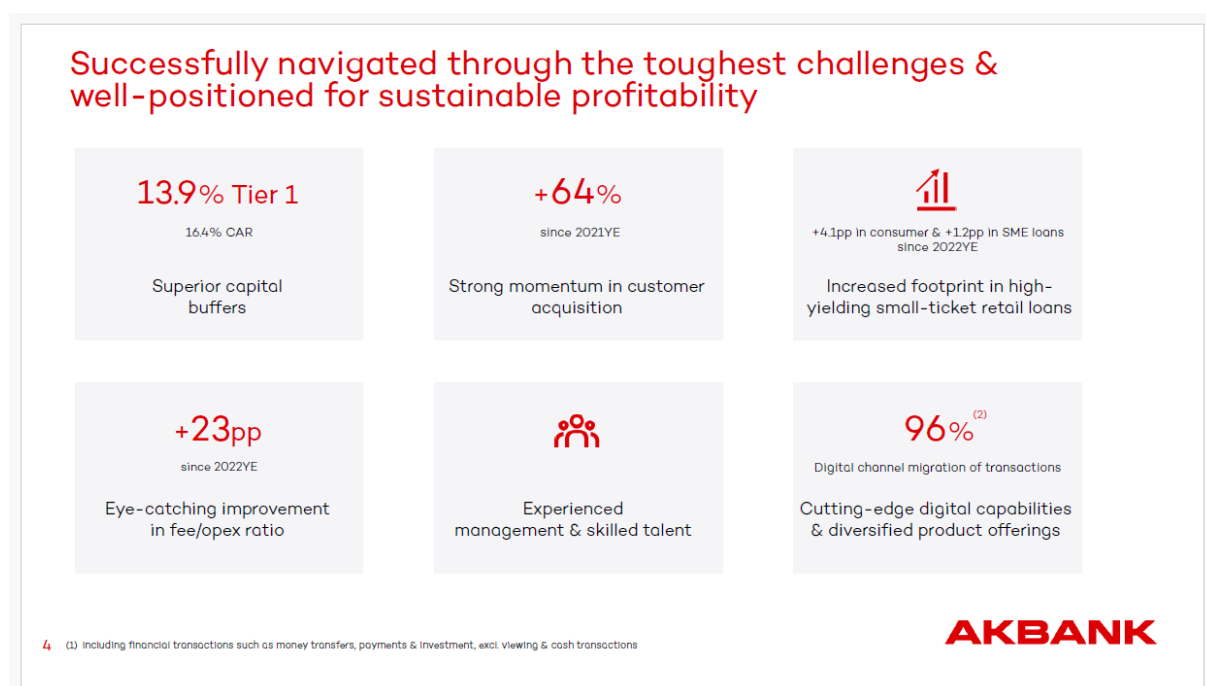 Successfully navigated through the toughest challenges &
well-positioned for sustainable profitability
13.9% Tier 1
16.4% CAR
Superior capital
buffers
+64%
since 2021YE
Strong momentum in customer
acquisition
+4.1pp in consumer & +1.2pp in SME loans
since 2022YE
Increased footprint in high-
yielding small-ticket retail loans
+23pp
since 2022YE
Eye-catching improvement
in fee/opex ratio
Experienced
management & skilled talent
96% (2)
Digital channel migration of transactions
Cutting-edge digital capabilities
& diversified product offerings
4 (1) Including financial transactions such as money transfers, payments & investment, excl. viewing & cash transactions
AKBANK